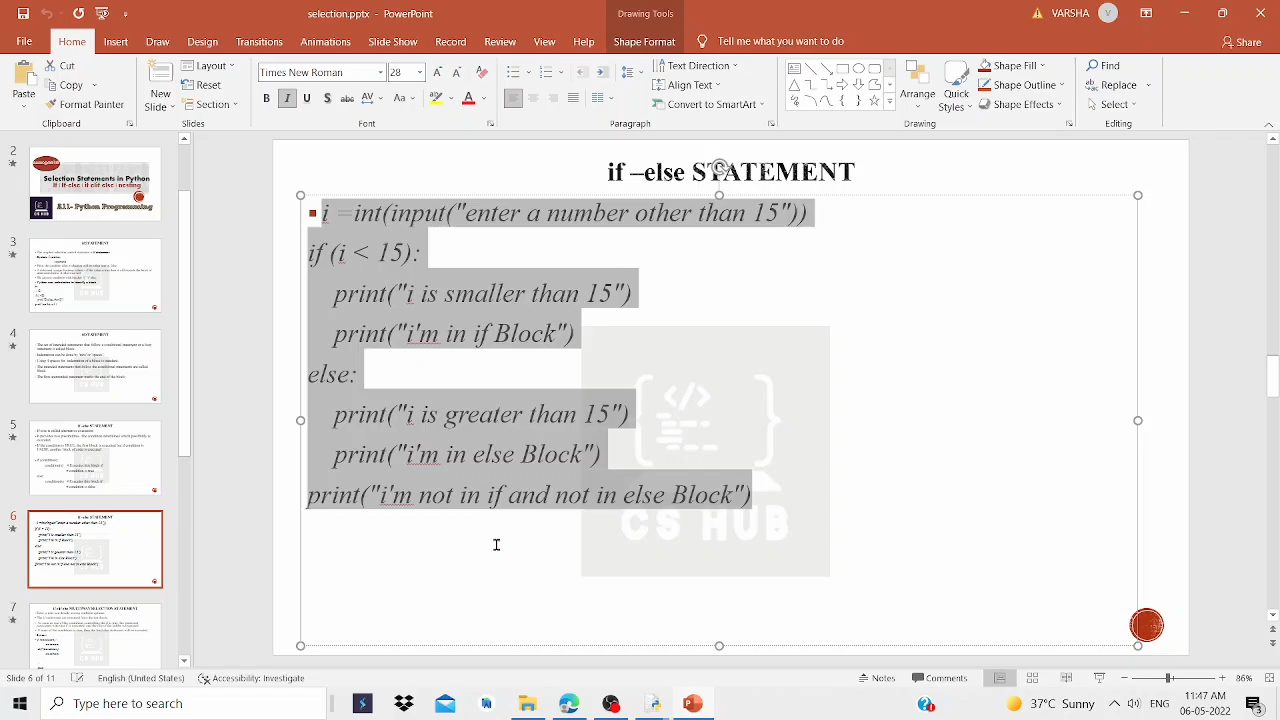 selection.pptx - PowerPoint
Drawing Tools
VARSHA
V
File
Home
Insert
Design
Transitions
Animations
Slide Show
Review
View
Help
Shape Format
Tell me what you want to do
Share
Paste
Cut
Copy
Format Painter
Clipboard
New Slide
Layout
Reset
Section
Slides
Times New Roman
28
Font
Text Direction
Align Text
Convert to SmartArt
Paragraph
Arrange
Quick Styles
Shape Fill
Shape Outline
Shape Effects
Drawing
Find
Replace
Select
Editing
2
Selection Statements in Python
3
4
5
6
7
if –else STATEMENT
i =int(input("enter a number other than 15"))
if (i < 15):
print("i is smaller than 15")
print("i'm in if Block")
else:
print("i is greater than 15")
print("i'm in else Block")
print("i'm not in if and not in else Block")
CS HUB
Slide 6 of 11
English (United States)
Accessibility: Investigate
Notes
Comments
86%
Type here to search
37°C Sunny
ENG
11:47 AM
06-05-2022
3